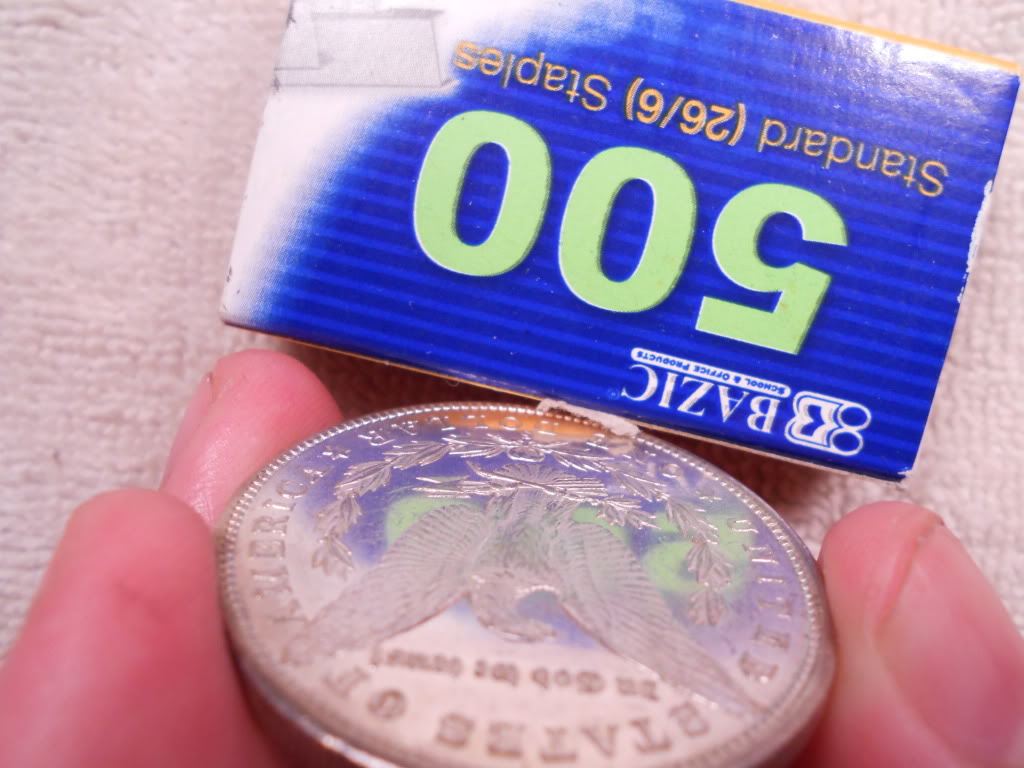 BAZIC
SCHOOL & OFFICE PRODUCTS
500
Standard (26/6) Staples
UNITED STATES OF AMERICA
In God We Trust